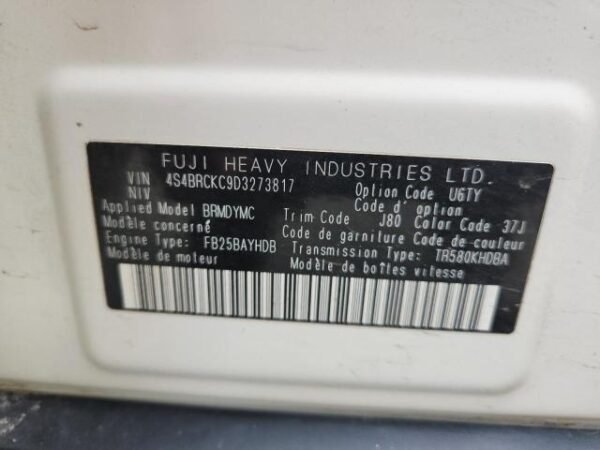 FUJI HEAVY INDUSTRIES LTD.
VIN 4S4BRCKC9D3273817 Option Code U6TY
NIV Code d' option
Applied Model BRMDYMC Trim Code J80 Color Code 37J
Modèle concerné Code de garniture Code de couleur
Engine Type FB25BAYHDB Transmission Type TR580KHDBA
Modèle de moteur Modèle de boîtes vitesse